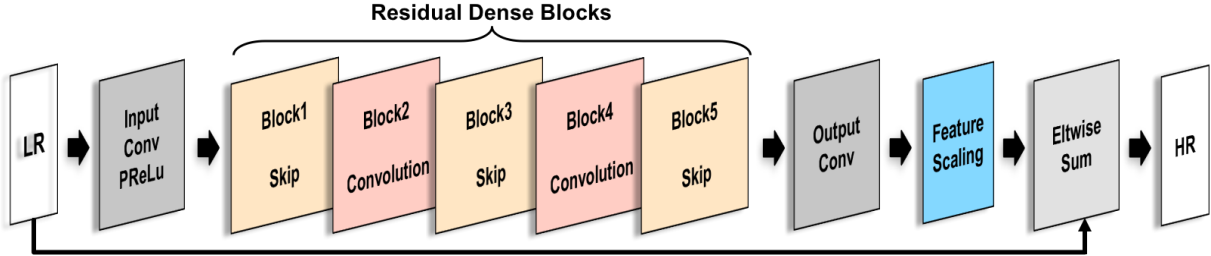 Residual Dense Blocks
LR
Input
Conv
PReLu
Block1
Skip
Block2
Convolution
Block3
Skip
Block4
Convolution
Block5
Skip
Output
Conv
Feature
Scaling
Eltwise
Sum
HR